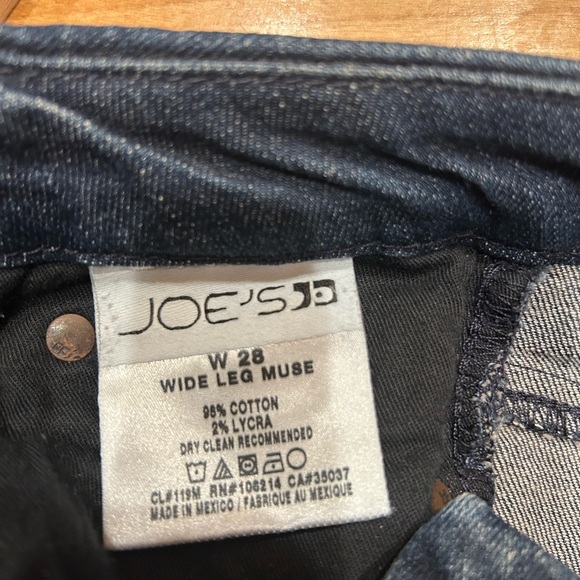 JOE'S
W 28
WIDE LEG MUSE
98% COTTON
2% LYCRA
DRY CLEAN RECOMMENDED
CL#119M RN#106214 CA#35037
MADE IN MEXICO / FABRIQUE AU MEXIQUE